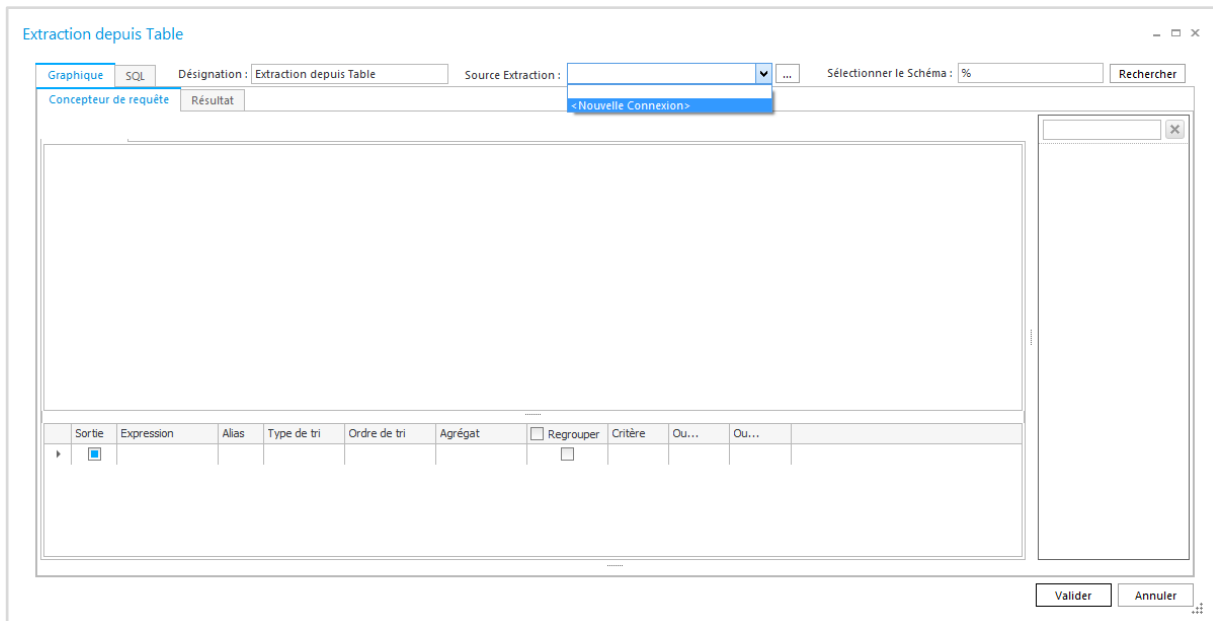 Extraction depuis Table
Graphique SQL Désignation : Extraction depuis Table Source Extraction : ... Sélectionner le Schéma : % Rechercher
Concepteur de requête Résultat <Nouvelle Connexion>
Sortie Expression Alias Type de tri Ordre de tri Agrégat Regrouper Critère Ou... Ou...
Valider Annuler